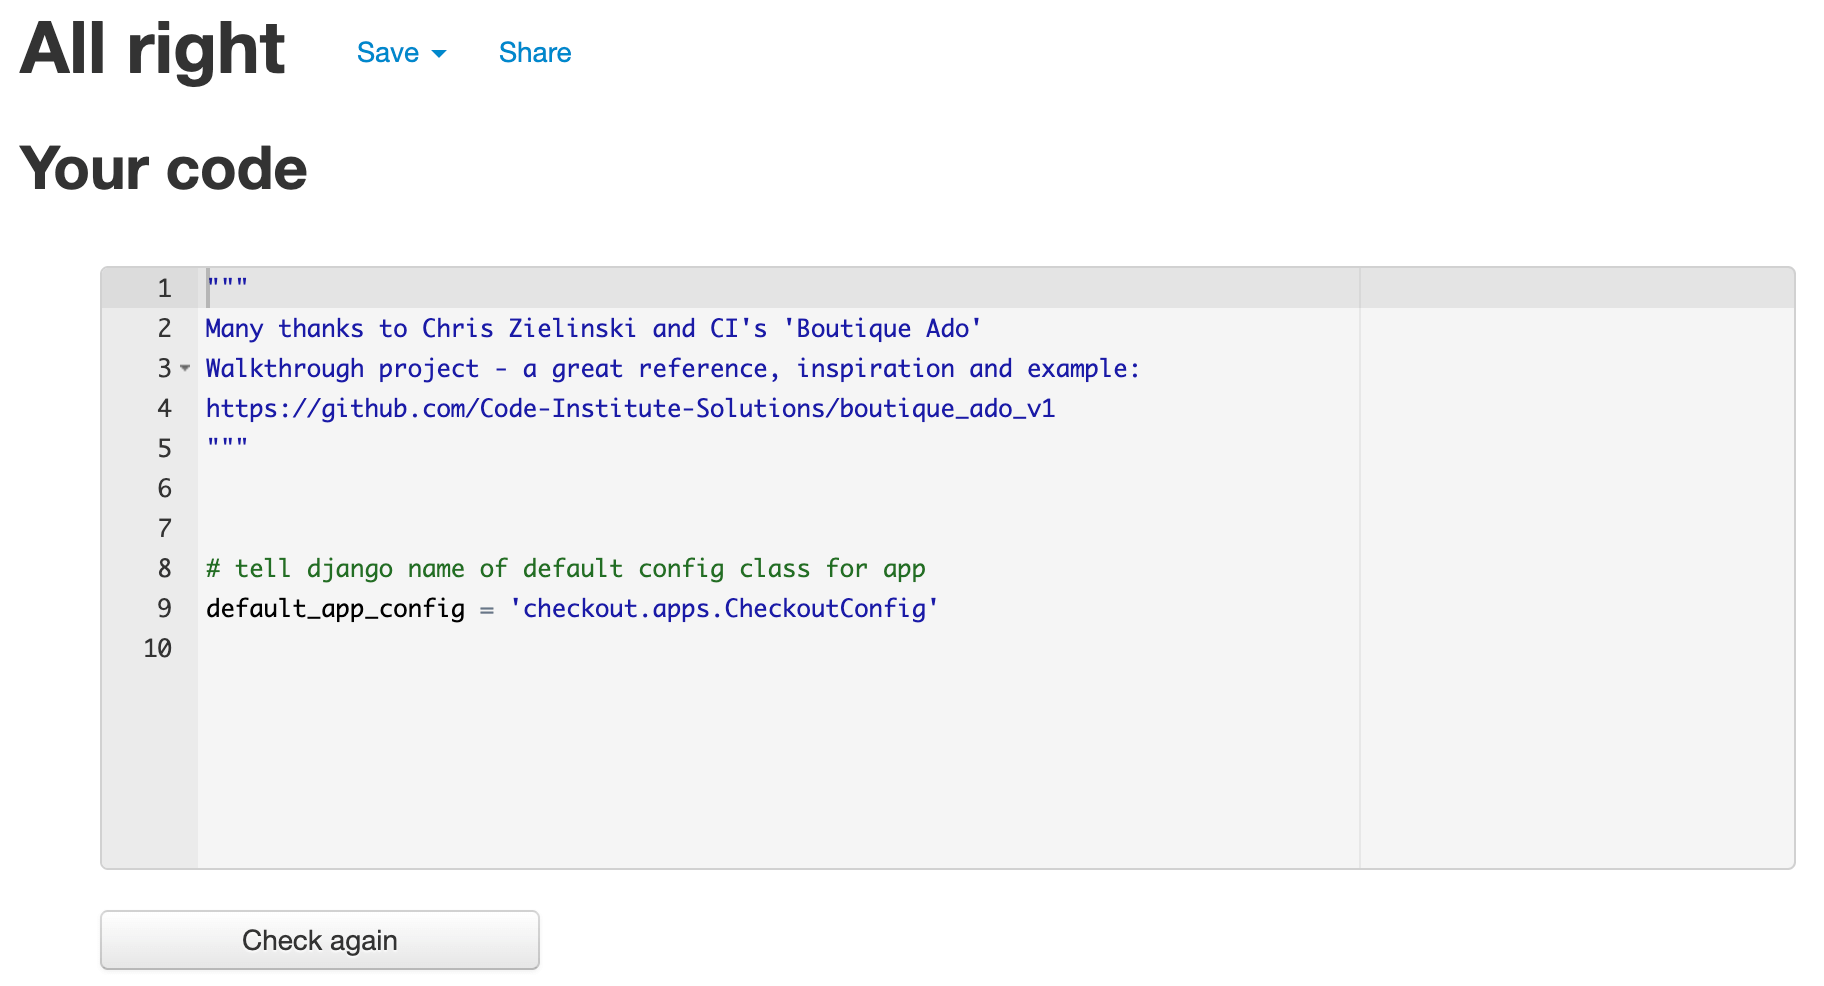 All right Save Share
Your code
1 """
2 Many thanks to Chris Zielinski and CI's 'Boutique Ado'
3 Walkthrough project - a great reference, inspiration and example:
4 https://github.com/Code-Institute-Solutions/boutique_ado_v1
5 """
6
7
8 # tell django name of default config class for app
9 default_app_config = 'checkout.apps.CheckoutConfig'
10
Check again